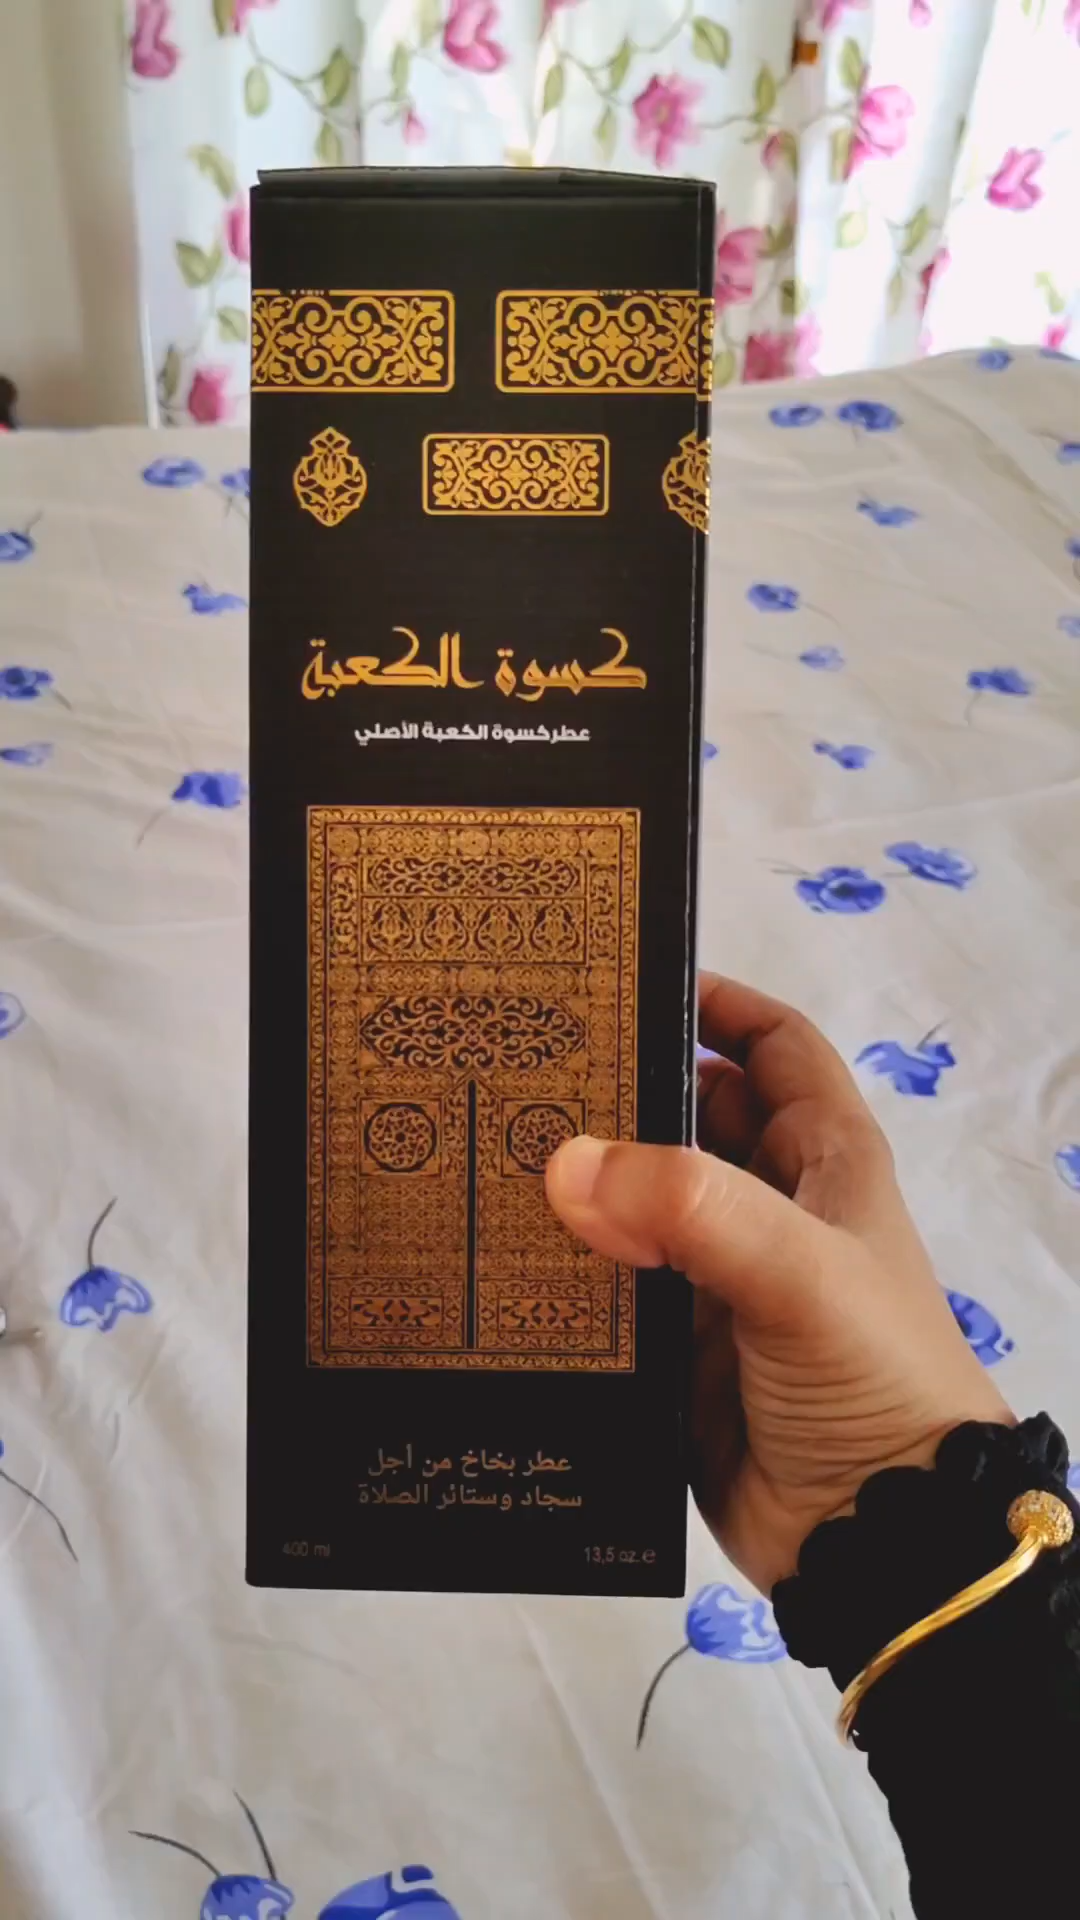 كسوة الكعبة
عطر كسوة الكعبة الأصلي
عطر بخاخ من أجل
سجاد وستائر الصلاة
400 ml
13,5 oz.e